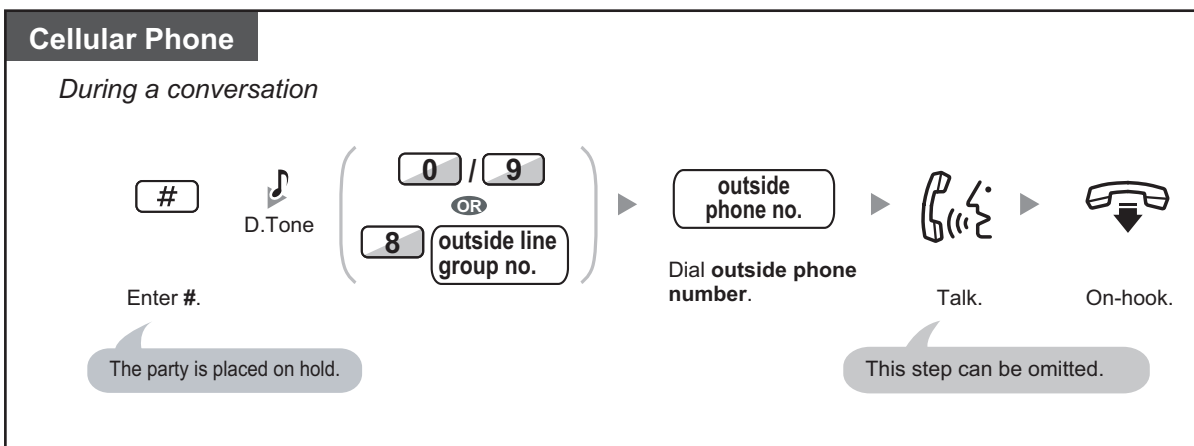 Cellular Phone
During a conversation
#
D.Tone
0 / 9
OR
8 outside line
group no.
outside
phone no.
Enter #.
Dial outside phone
number.
Talk.
On-hook.
The party is placed on hold.
This step can be omitted.